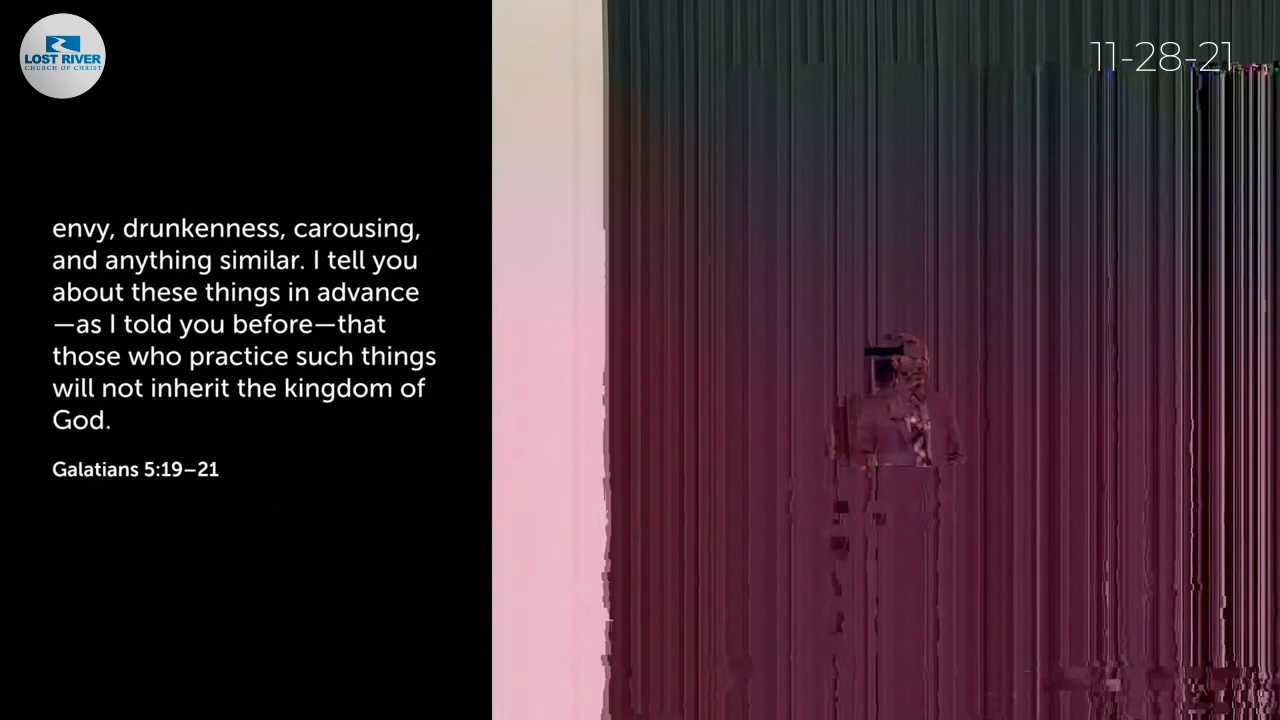 LOST RIVER
CHURCH OF CHRIST
11-28-21
envy, drunkenness, carousing,
and anything similar. I tell you
about these things in advance
—as I told you before—that
those who practice such things
will not inherit the kingdom of
God.
Galatians 5:19–21